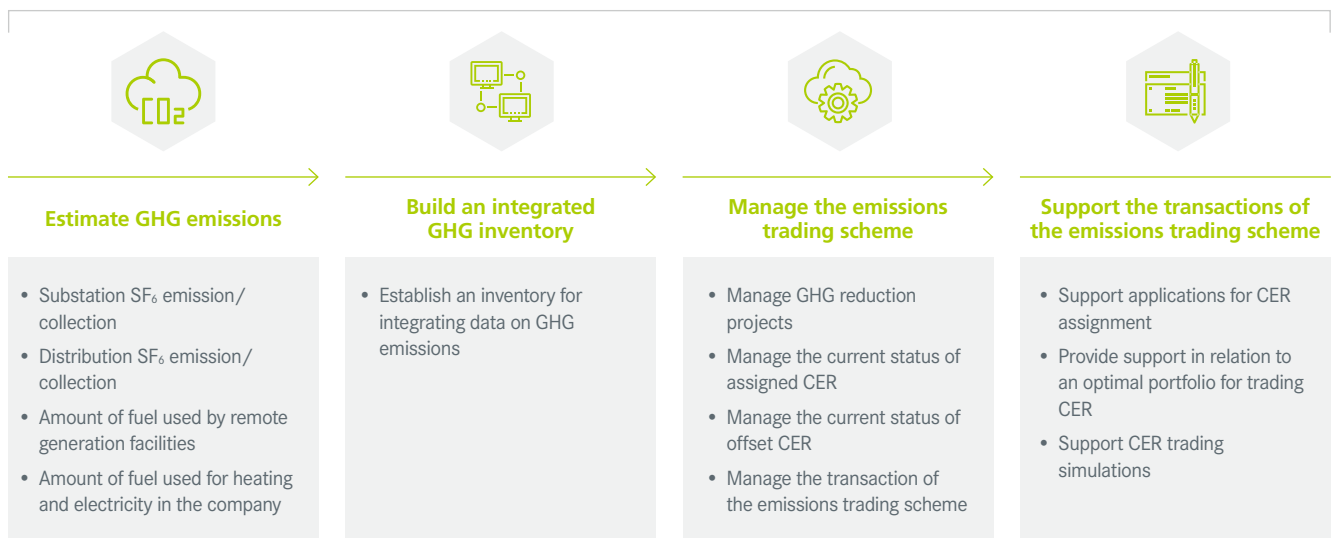 CO2
Estimate GHG emissions
• Substation SF₆ emission/
collection
• Distribution SF₆ emission/
collection
• Amount of fuel used by remote
generation facilities
• Amount of fuel used for heating
and electricity in the company
Build an integrated
GHG inventory
• Establish an inventory for
integrating data on GHG
emissions
Manage the emissions
trading scheme
• Manage GHG reduction
projects
• Manage the current status of
assigned CER
• Manage the current status of
offset CER
• Manage the transaction of
the emissions trading scheme
Support the transactions of
the emissions trading scheme
• Support applications for CER
assignment
• Provide support in relation to
an optimal portfolio for trading
CER
• Support CER trading
simulations